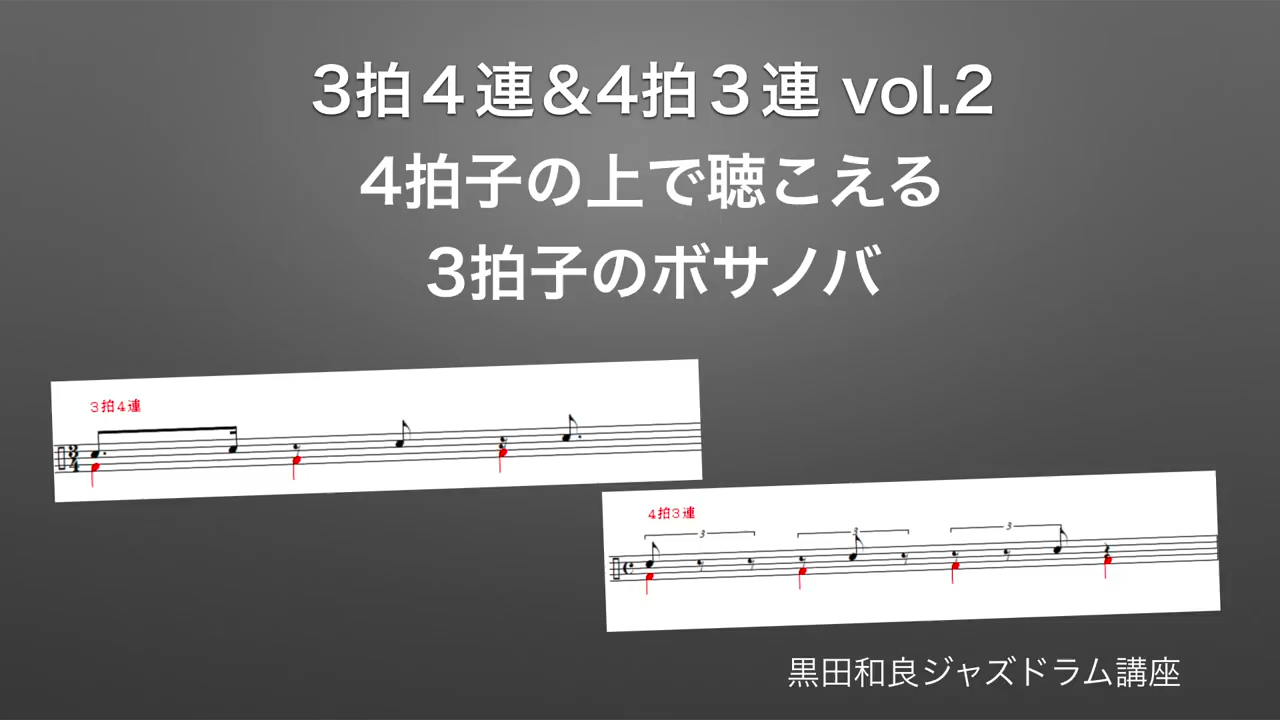 3拍４連&4拍３連 vol.2
4拍子の上で聴こえる
3拍子のボサノバ
３拍４連
3
4
4拍３連
3
3
3
黒田和良ジャズドラム講座